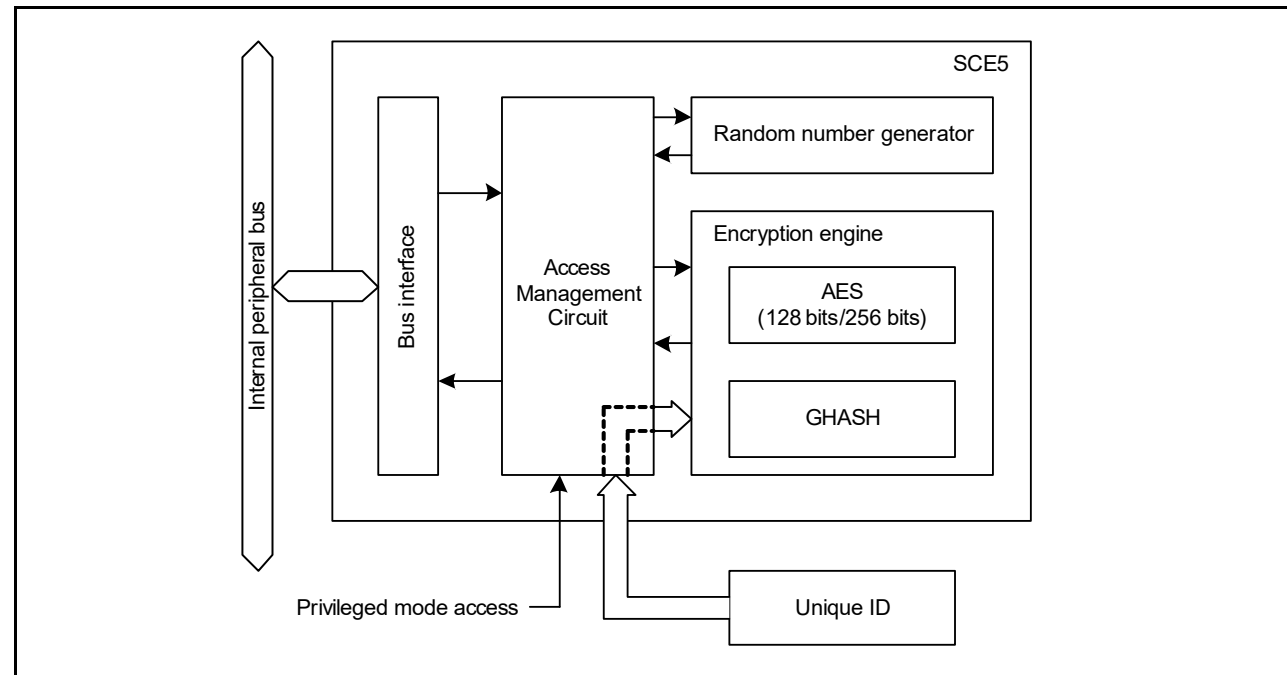 SCE5
Internal peripheral bus
Bus interface
Access
Management
Circuit
Random number generator
Encryption engine
AES
(128 bits/256 bits)
GHASH
Privileged mode access
Unique ID